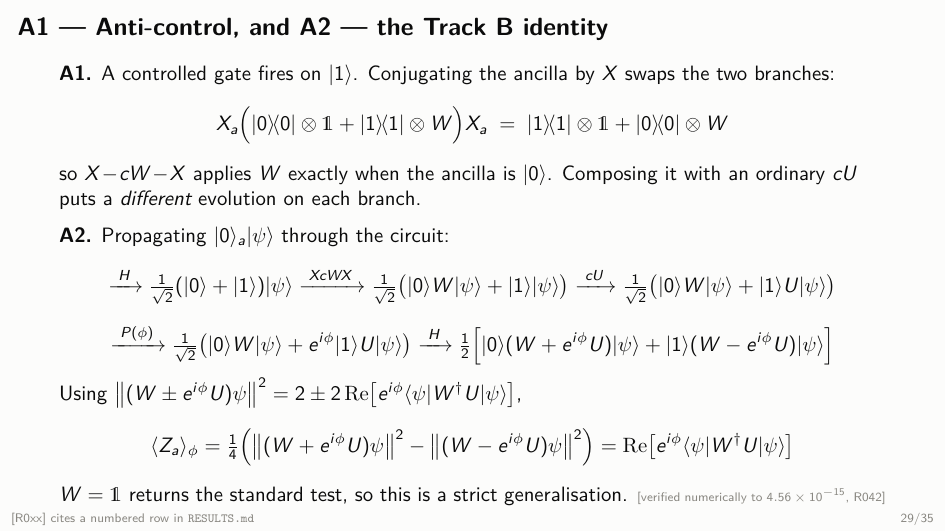 A1 — Anti-control, and A2 — the Track B identity
A1. A controlled gate fires on |1⟩. Conjugating the ancilla by X swaps the two branches:
Xₐ(|0⟩⟨0| ⊗ 𝟙 + |1⟩⟨1| ⊗ W)Xₐ = |1⟩⟨1| ⊗ 𝟙 + |0⟩⟨0| ⊗ W
so X−cW−X applies W exactly when the ancilla is |0⟩. Composing it with an ordinary cU
puts a different evolution on each branch.
A2. Propagating |0⟩ₐ|ψ⟩ through the circuit:
—H→ 1/√2(|0⟩ + |1⟩)|ψ⟩ —XcWX→ 1/√2(|0⟩W|ψ⟩ + |1⟩|ψ⟩) —cU→ 1/√2(|0⟩W|ψ⟩ + |1⟩U|ψ⟩)
—P(ϕ)→ 1/√2(|0⟩W|ψ⟩ + e^{iϕ}|1⟩U|ψ⟩) —H→ 1/2[|0⟩(W + e^{iϕ}U)|ψ⟩ + |1⟩(W − e^{iϕ}U)|ψ⟩]
Using ‖(W ± e^{iϕ}U)ψ‖² = 2 ± 2 Re[e^{iϕ}⟨ψ|W†U|ψ⟩],
⟨Zₐ⟩_ϕ = 1/4(‖(W + e^{iϕ}U)ψ‖² − ‖(W − e^{iϕ}U)ψ‖²) = Re[e^{iϕ}⟨ψ|W†U|ψ⟩]
W = 𝟙 returns the standard test, so this is a strict generalisation. [verified numerically to 4.56 × 10⁻¹⁵, R042]
[R0xx] cites a numbered row in RESULTS.md
29/35